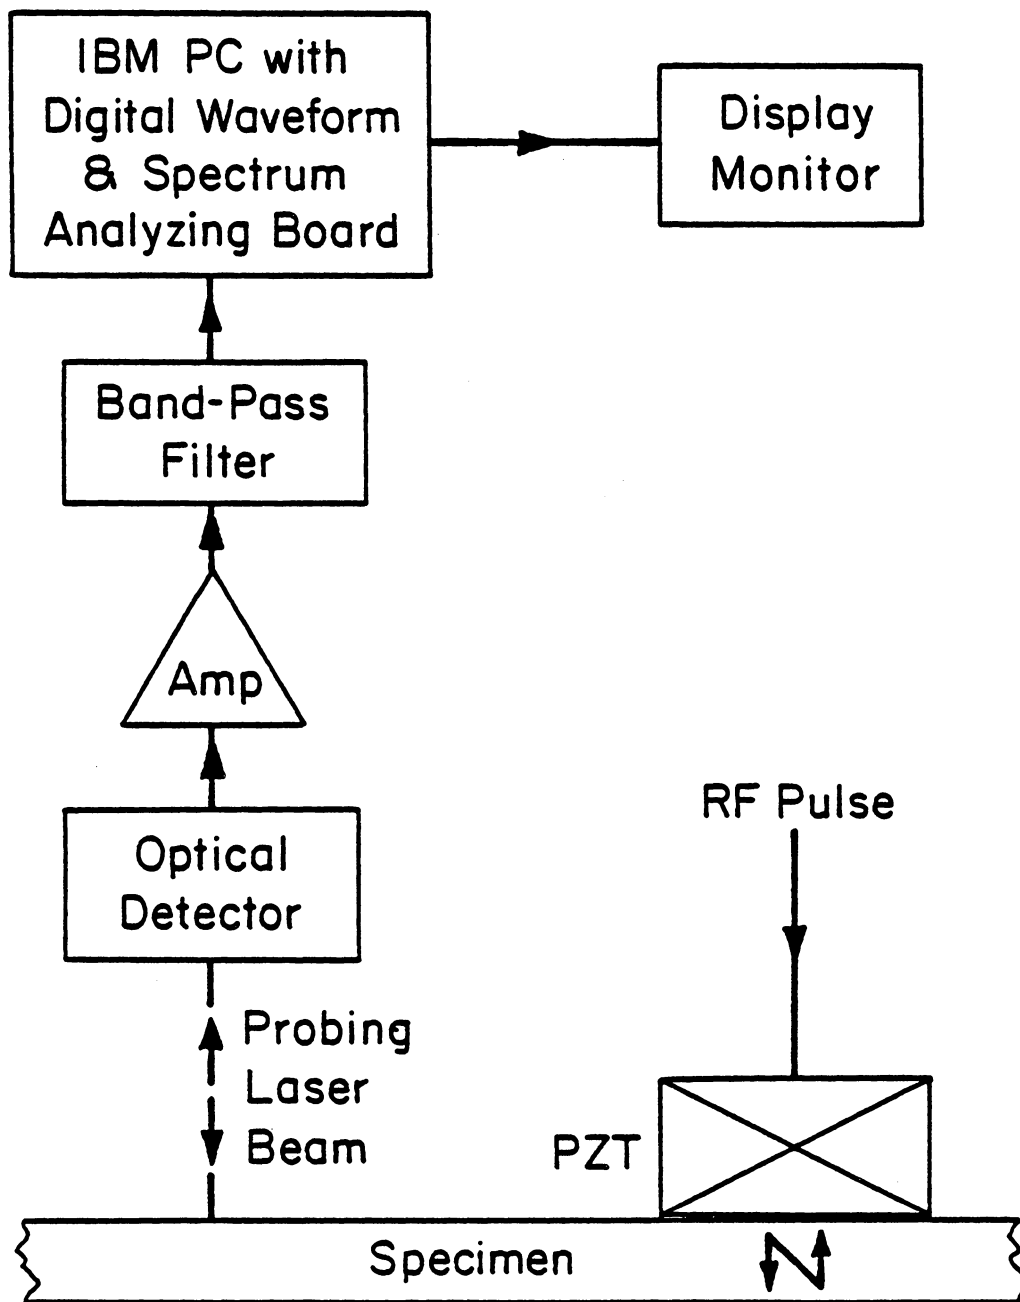 IBM PC with
Digital Waveform
& Spectrum
Analyzing Board
Display
Monitor
Band-Pass
Filter
Amp
Optical
Detector
RF Pulse
Probing
Laser
Beam
PZT
Specimen